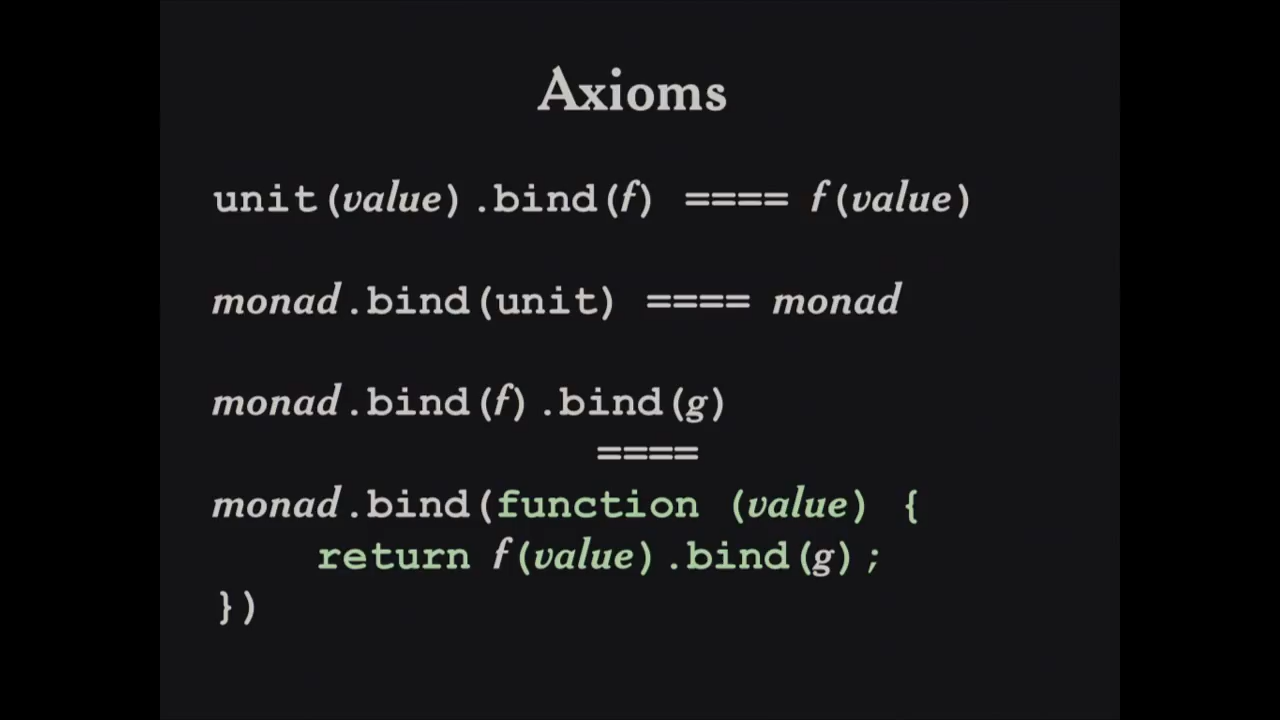 Axioms
unit(value).bind(f) ==== f(value)
monad.bind(unit) ==== monad
monad.bind(f).bind(g)
====
monad.bind(function (value) {
return f(value).bind(g);
})